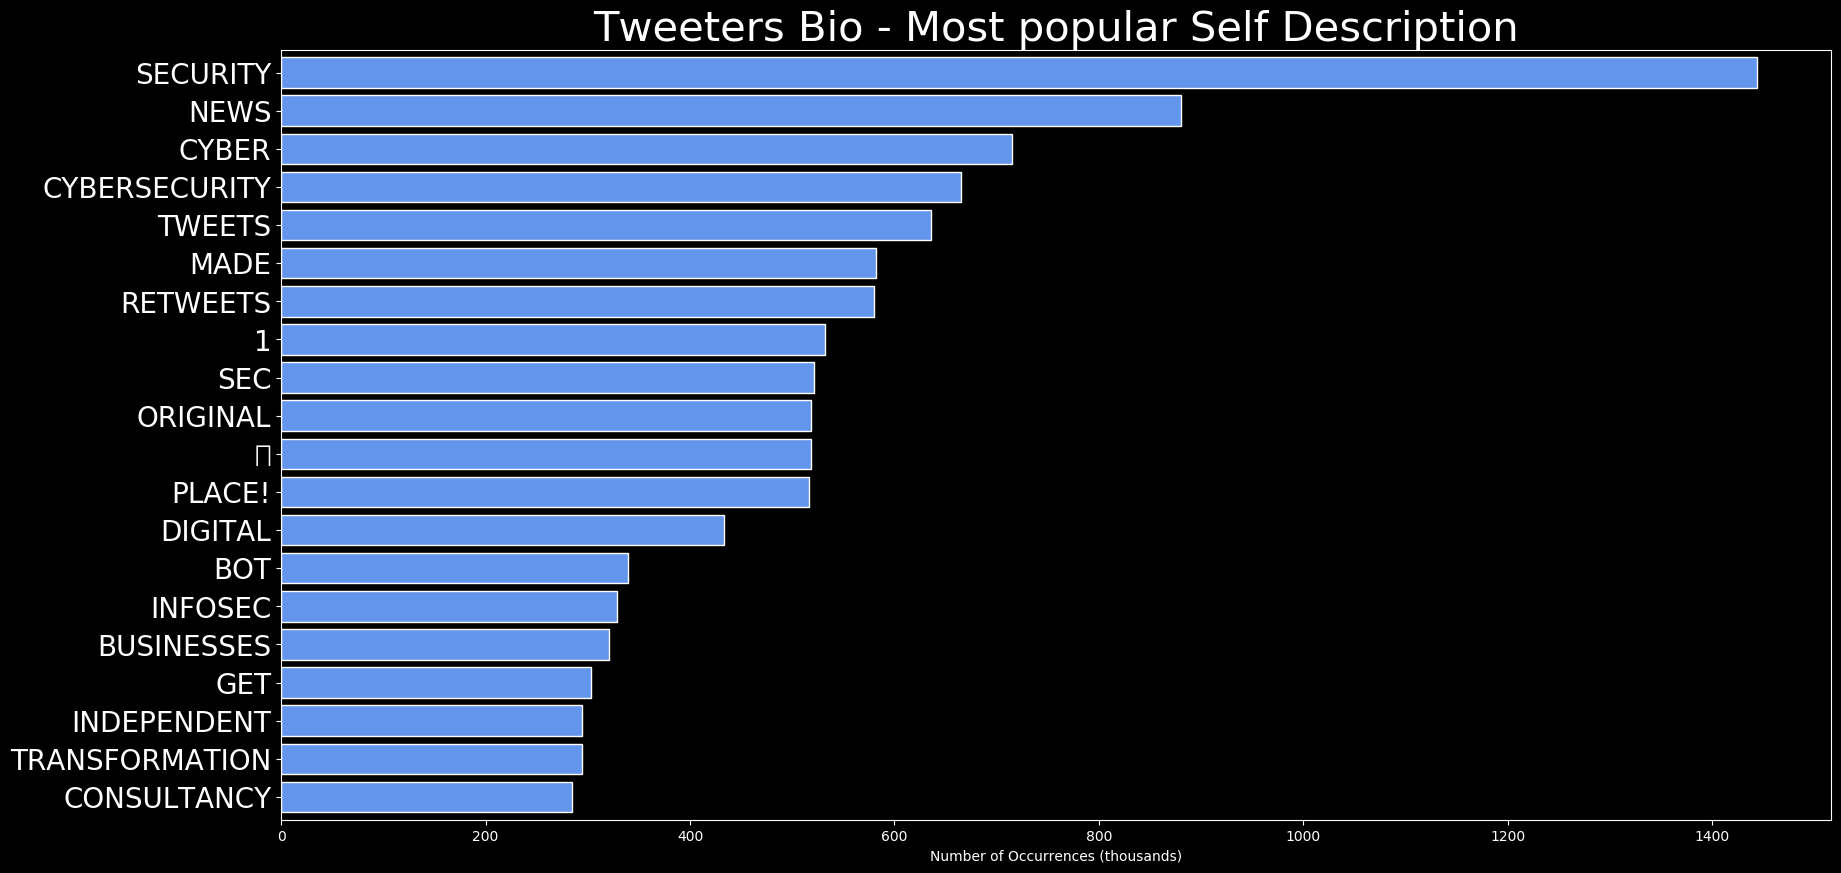 Tweeters Bio - Most popular Self Description
SECURITY
NEWS
CYBER
CYBERSECURITY
TWEETS
MADE
RETWEETS
1
SEC
ORIGINAL
PLACE!
DIGITAL
BOT
INFOSEC
BUSINESSES
GET
INDEPENDENT
TRANSFORMATION
CONSULTANCY
0 200 400 600 800 1000 1200 1400
Number of Occurrences (thousands)